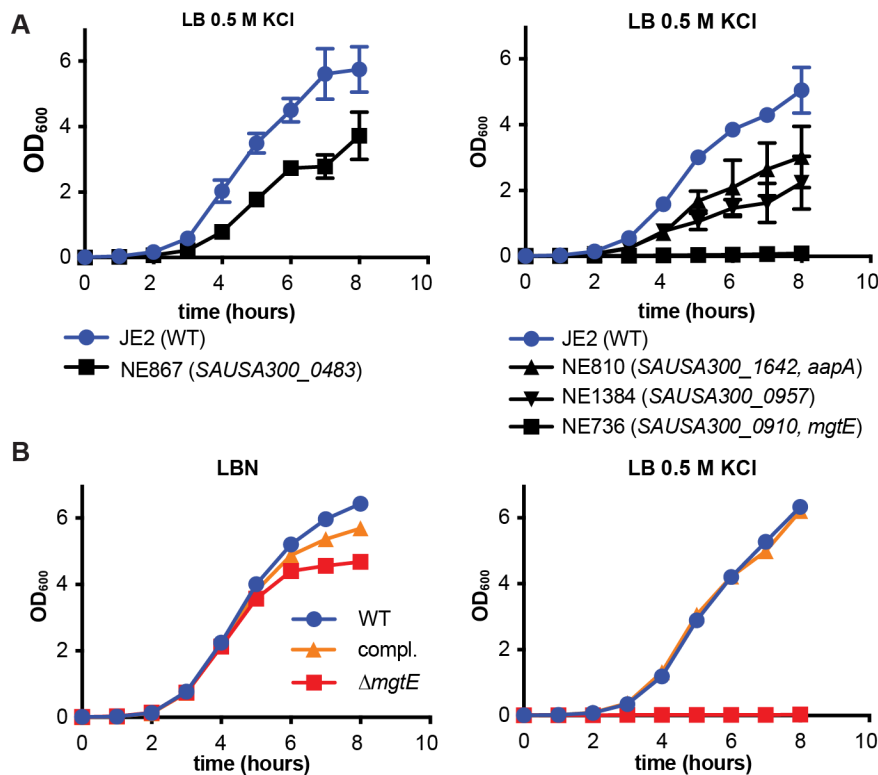 A
LB 0.5 M KCl
OD600
6
4
2
0
0 2 4 6 8 10
time (hours)
JE2 (WT)
NE867 (SAUSA300_0483)
LB 0.5 M KCl
OD600
6
4
2
0
0 2 4 6 8 10
time (hours)
JE2 (WT)
NE810 (SAUSA300_1642, aapA)
NE1384 (SAUSA300_0957)
NE736 (SAUSA300_0910, mgtE)
B
LBN
OD600
6
4
2
0
0 2 4 6 8 10
time (hours)
WT
compl.
ΔmgtE
LB 0.5 M KCl
OD600
6
4
2
0
0 2 4 6 8 10
time (hours)